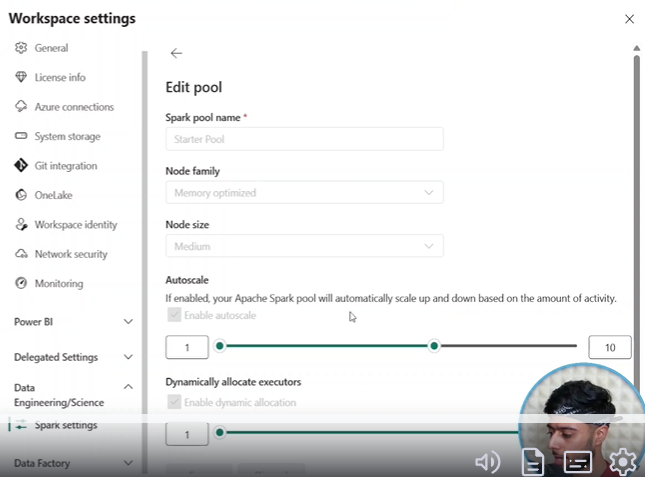 Workspace settings
General
License info
Azure connections
System storage
Git integration
OneLake
Workspace identity
Network security
Monitoring
Power BI
Delegated Settings
Data
Engineering/Science
Spark settings
Data Factory
Edit pool
Spark pool name *
Starter Pool
Node family
Memory optimized
Node size
Medium
Autoscale
If enabled, your Apache Spark pool will automatically scale up and down based on the amount of activity.
Enable autoscale
1
10
Dynamically allocate executors
Enable dynamic allocation
1